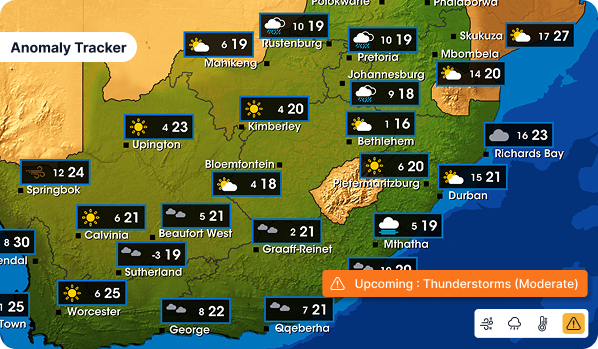 Polokwane
Phalaborwa
10 19
Rustenburg
Skukuza
17 27
Anomaly Tracker
6 19
Mahikeng
10 19
Pretoria
Mbombela
14 20
Johannesburg
9 18
4 20
Kimberley
4 23
Upington
1 16
Bethlehem
16 23
Richards Bay
Bloemfontein
4 18
6 20
Pietermaritzburg
12 24
Springbok
15 21
Durban
6 21
Calvinia
5 21
Beaufort West
2 21
Graaff-Reinet
5 19
Mthatha
8 30
endal
-3 19
Sutherland
Upcoming : Thunderstorms (Moderate)
6 25
Worcester
1 25
Town
8 22
George
7 21
Qqeberha